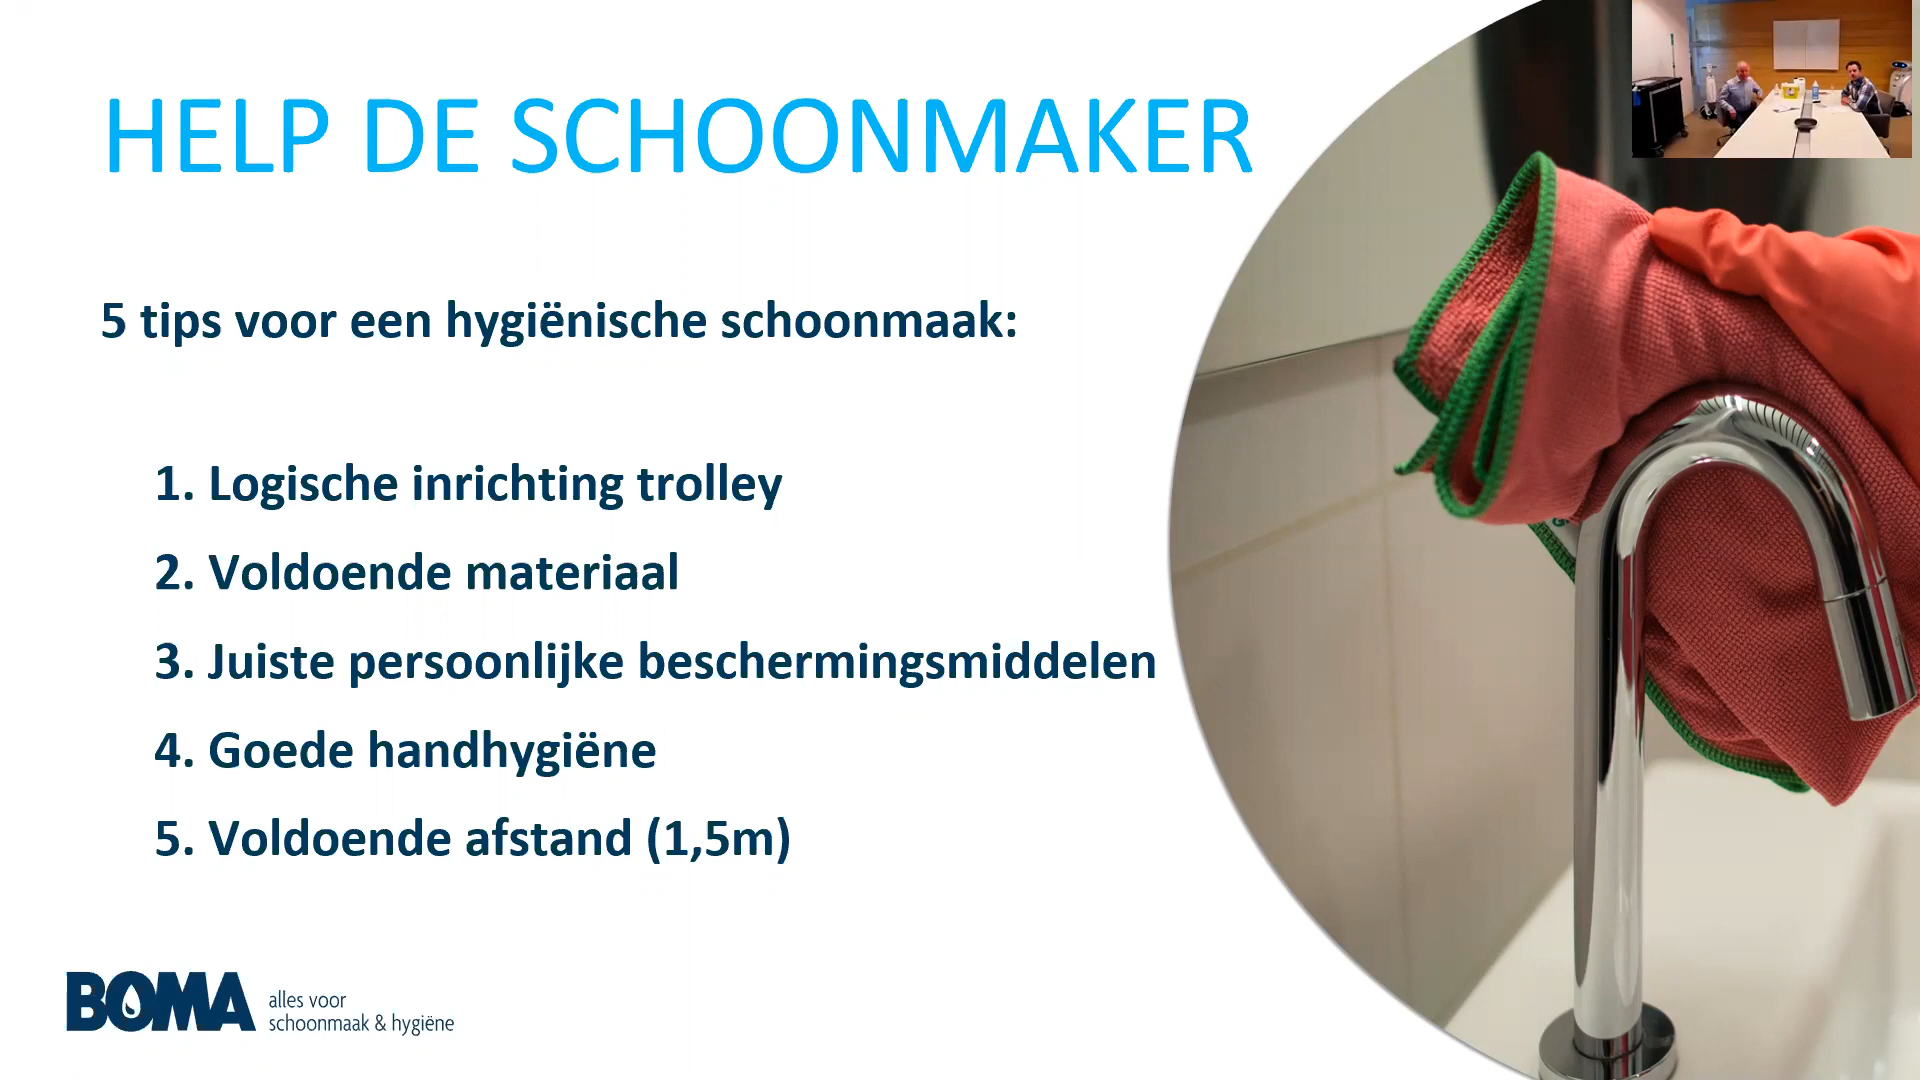 HELP DE SCHOONMAKER
5 tips voor een hygiënische schoonmaak:
1. Logische inrichting trolley
2. Voldoende materiaal
3. Juiste persoonlijke beschermingsmiddelen
4. Goede handhygiëne
5. Voldoende afstand (1,5m)
BOMA
alles voor
schoonmaak & hygiëne